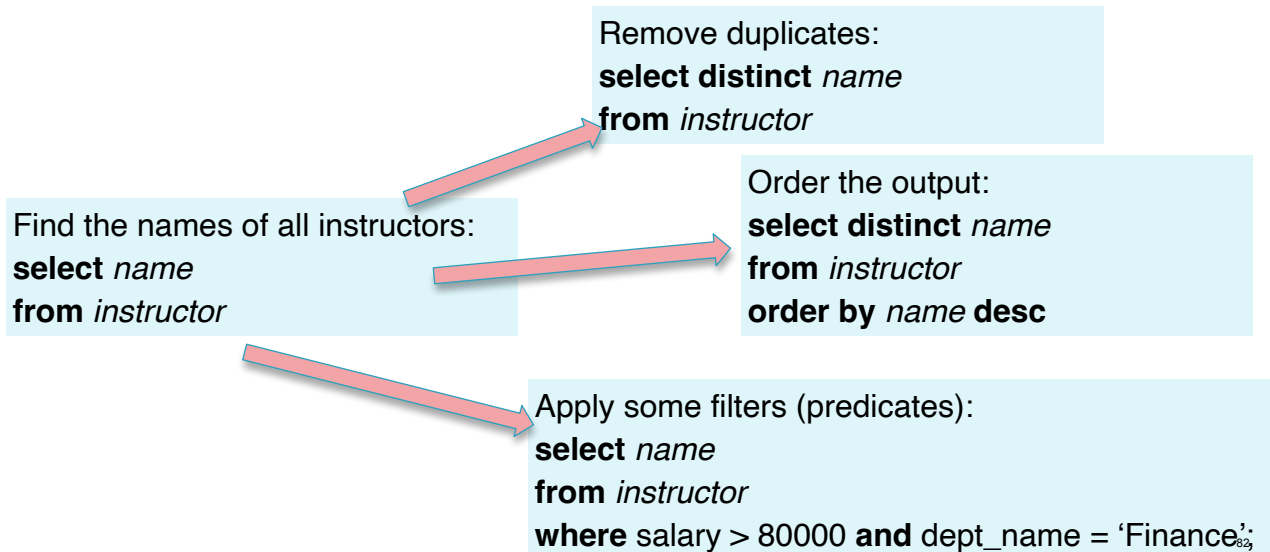 Remove duplicates:
select distinct name
from instructor
Find the names of all instructors:
select name
from instructor
Order the output:
select distinct name
from instructor
order by name desc
Apply some filters (predicates):
select name
from instructor
where salary > 80000 and dept_name = ‘Finance’;
82